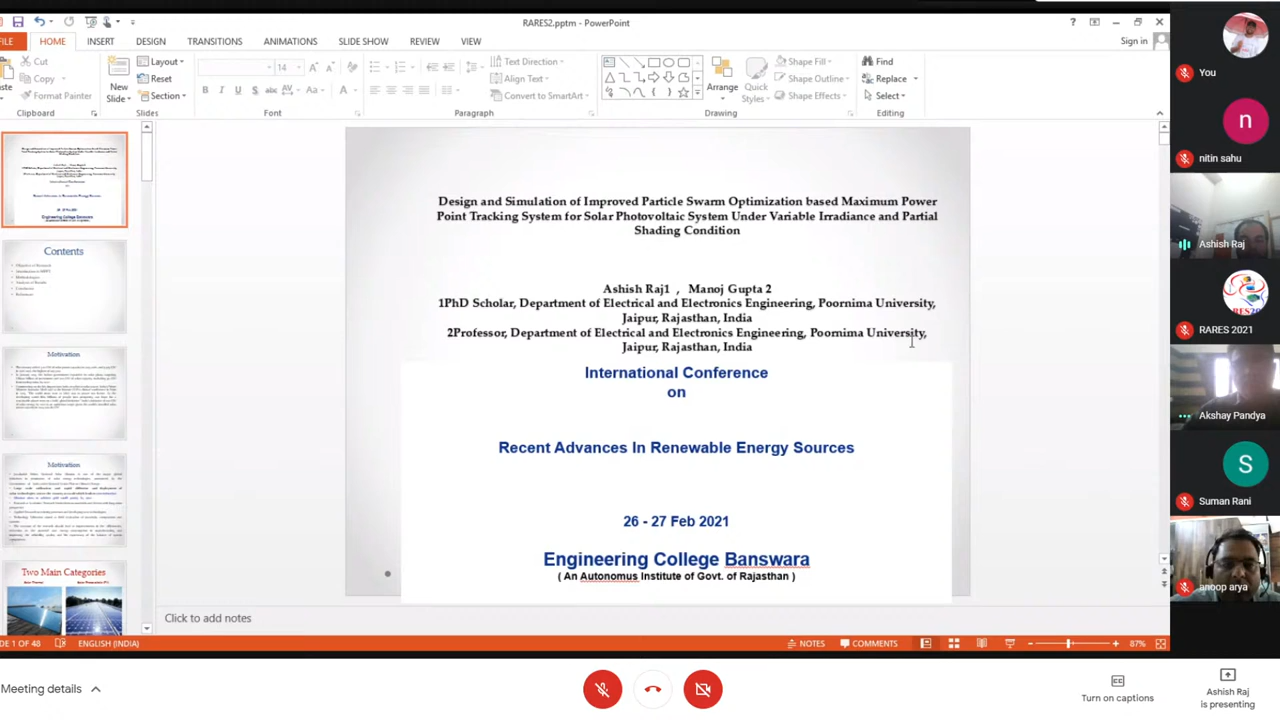 RARES2.pptm - PowerPoint
FILE HOME INSERT DESIGN TRANSITIONS ANIMATIONS SLIDE SHOW REVIEW VIEW
Sign in
Cut
Copy
Format Painter
Clipboard
New
Slide
Layout
Reset
Section
Slides
14
Font
Text Direction
Align Text
Convert to SmartArt
Paragraph
Arrange
Quick
Styles
Shape Fill
Shape Outline
Shape Effects
Drawing
Find
Replace
Select
Editing
Contents
Motivation
Motivation
Two Main Categories
Design and Simulation of Improved Particle Swarm Optimization based Maximum Power
Point Tracking System for Solar Photovoltaic System Under Variable Irradiance and Partial
Shading Condition
Ashish Raj1 , Manoj Gupta 2
1PhD Scholar, Department of Electrical and Electronics Engineering, Poornima University,
Jaipur, Rajasthan, India
2Professor, Department of Electrical and Electronics Engineering, Poornima University,
Jaipur, Rajasthan, India
International Conference
on
Recent Advances In Renewable Energy Sources
26 - 27 Feb 2021
Engineering College Banswara
( An Autonomus Institute of Govt. of Rajasthan )
Click to add notes
DE 1 OF 48 ENGLISH (INDIA)
NOTES COMMENTS 87%
You
n
nitin sahu
Ashish Raj
RARES 2021
Akshay Pandya
S
Suman Rani
anoop arya
Meeting details
Turn on captions
Ashish Raj
is presenting